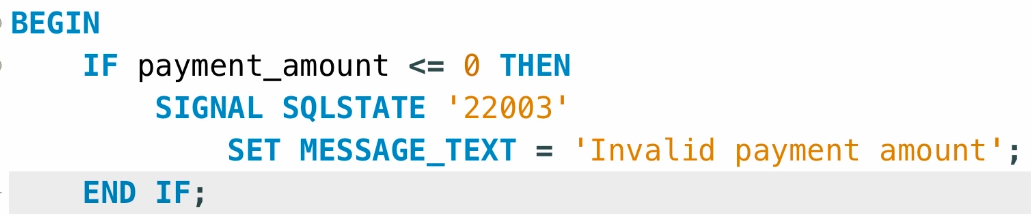 BEGIN
    IF payment_amount <= 0 THEN
        SIGNAL SQLSTATE '22003'
            SET MESSAGE_TEXT = 'Invalid payment amount';
    END IF;